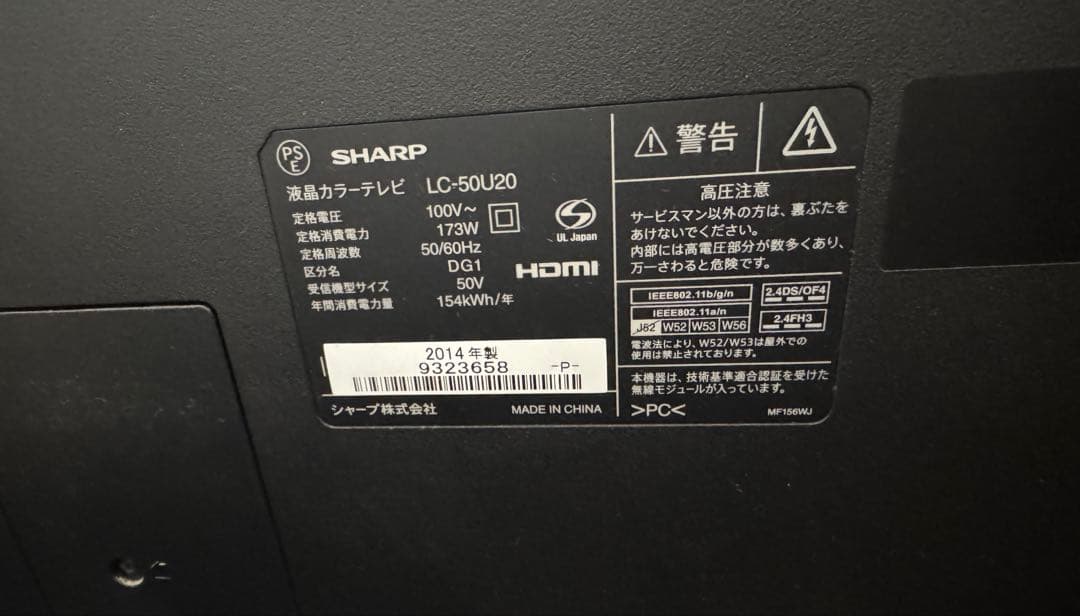 PS
E
SHARP
液晶カラーテレビ LC-50U20
定格電圧 100V～
定格消費電力 173W
定格周波数 50/60Hz
区分名 DG1
受信機型サイズ 50V
年間消費電力量 154kWh/年
UL Japan
HDMI
2014年製
9323658 -P-
シャープ株式会社 MADE IN CHINA
警告
高圧注意
サービスマン以外の方は、裏ぶたを
あけないでください。
内部には高電圧部分が数多くあり、
万一さわると危険です。
IEEE802.11b/g/n
IEEE802.11a/n
J52 W52 W53 W56
2.4DS/OF4
2.4FH3
電波法により、W52/W53は屋外での
使用は禁止されております。
本機器は、技術基準適合認証を受けた
無線モジュールが入っています。
>PC<
MF156WJ